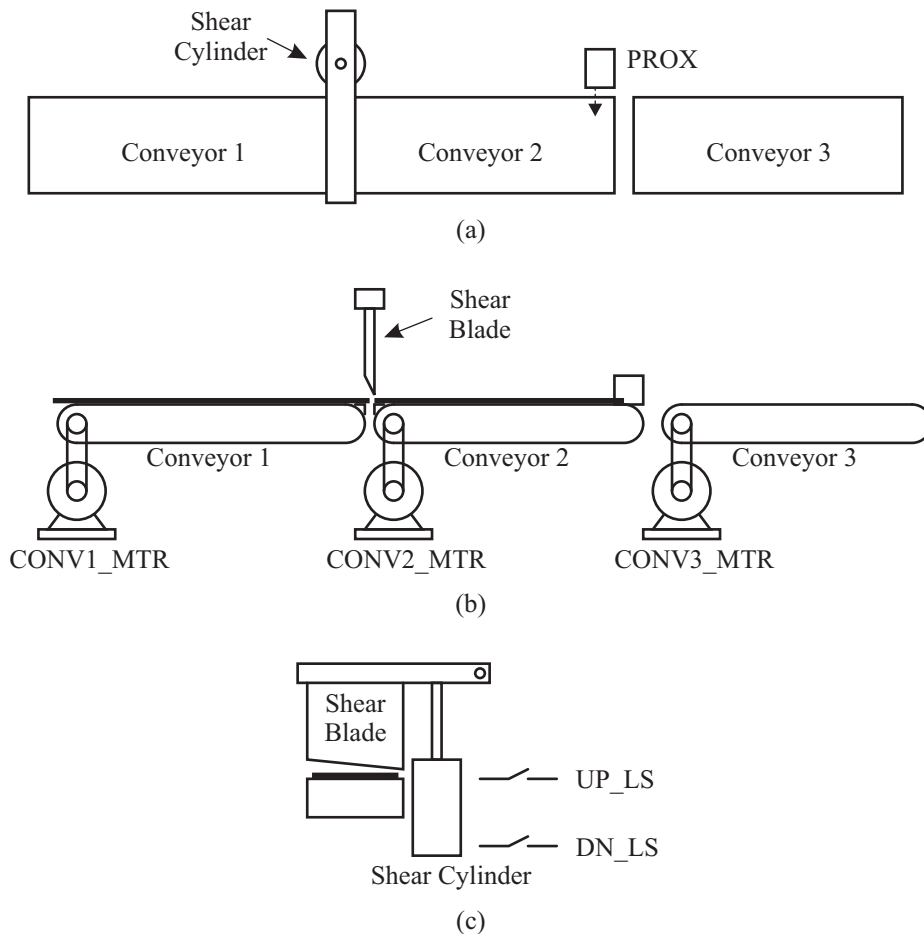 Shear
Cylinder
PROX
Conveyor 1
Conveyor 2
Conveyor 3
(a)
Shear
Blade
Conveyor 1
Conveyor 2
Conveyor 3
CONV1_MTR
CONV2_MTR
CONV3_MTR
(b)
Shear
Blade
UP_LS
DN_LS
Shear Cylinder
(c)